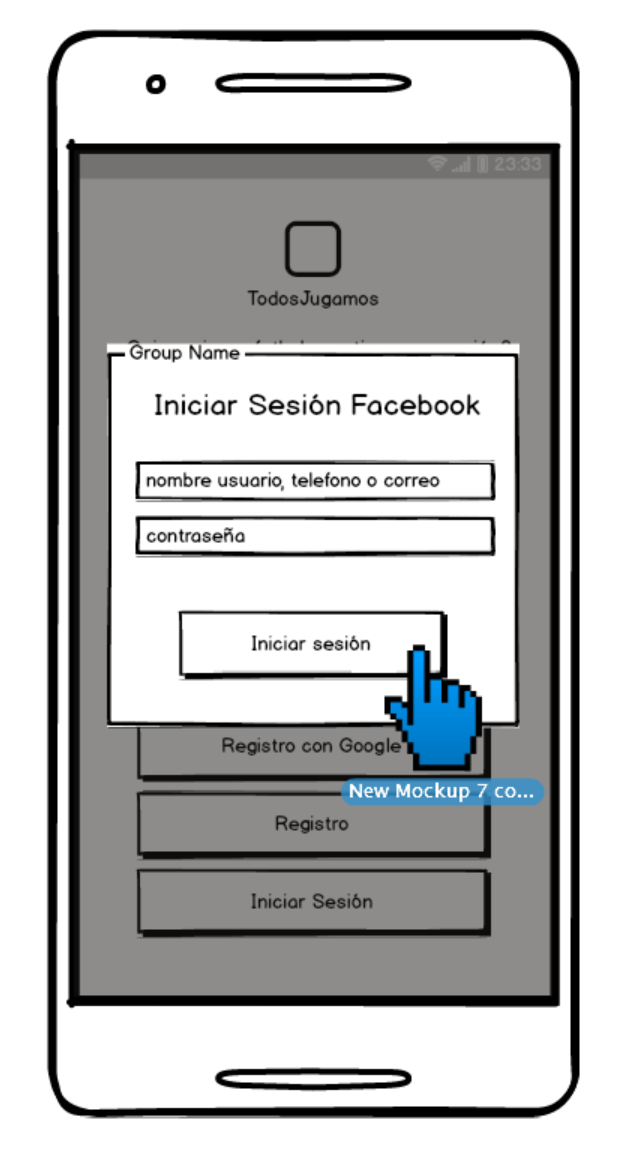 23:33
TodosJugamos
Group Name
Iniciar Sesión Facebook
nombre usuario, telefono o correo
contraseña
Iniciar sesión
Registro con Google
New Mockup 7 co...
Registro
Iniciar Sesión